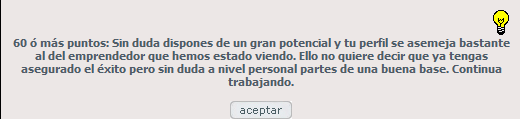 60 ó más puntos: Sin duda dispones de un gran potencial y tu perfil se asemeja bastante
al del emprendedor que hemos estado viendo. Ello no quiere decir que ya tengas
asegurado el éxito pero sin duda a nivel personal partes de una buena base. Continua
trabajando.
aceptar